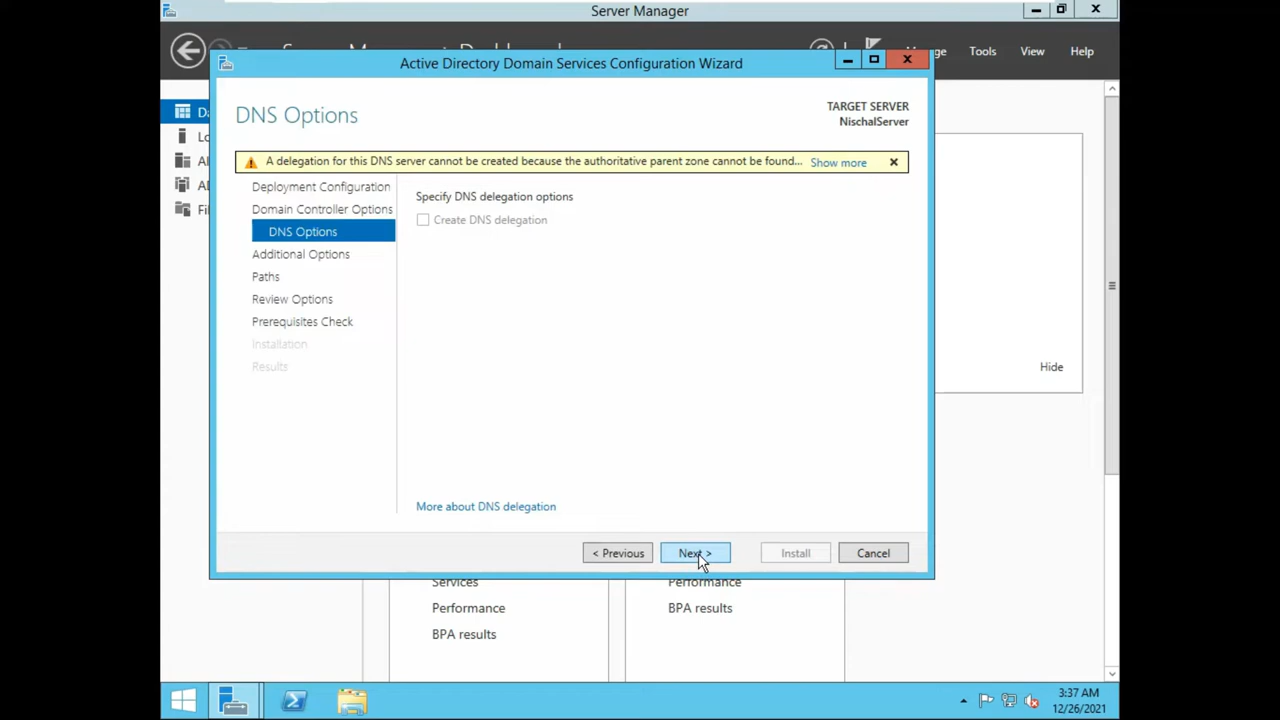 Server Manager
Manage Tools View Help
Active Directory Domain Services Configuration Wizard
DNS Options
TARGET SERVER
NischalServer
A delegation for this DNS server cannot be created because the authoritative parent zone cannot be found... Show more
Deployment Configuration
Domain Controller Options
DNS Options
Additional Options
Paths
Review Options
Prerequisites Check
Installation
Results
Specify DNS delegation options
Create DNS delegation
More about DNS delegation
< Previous
Next >
Install
Cancel
Hide
Services
Performance
BPA results
Performance
BPA results
3:37 AM
12/26/2021